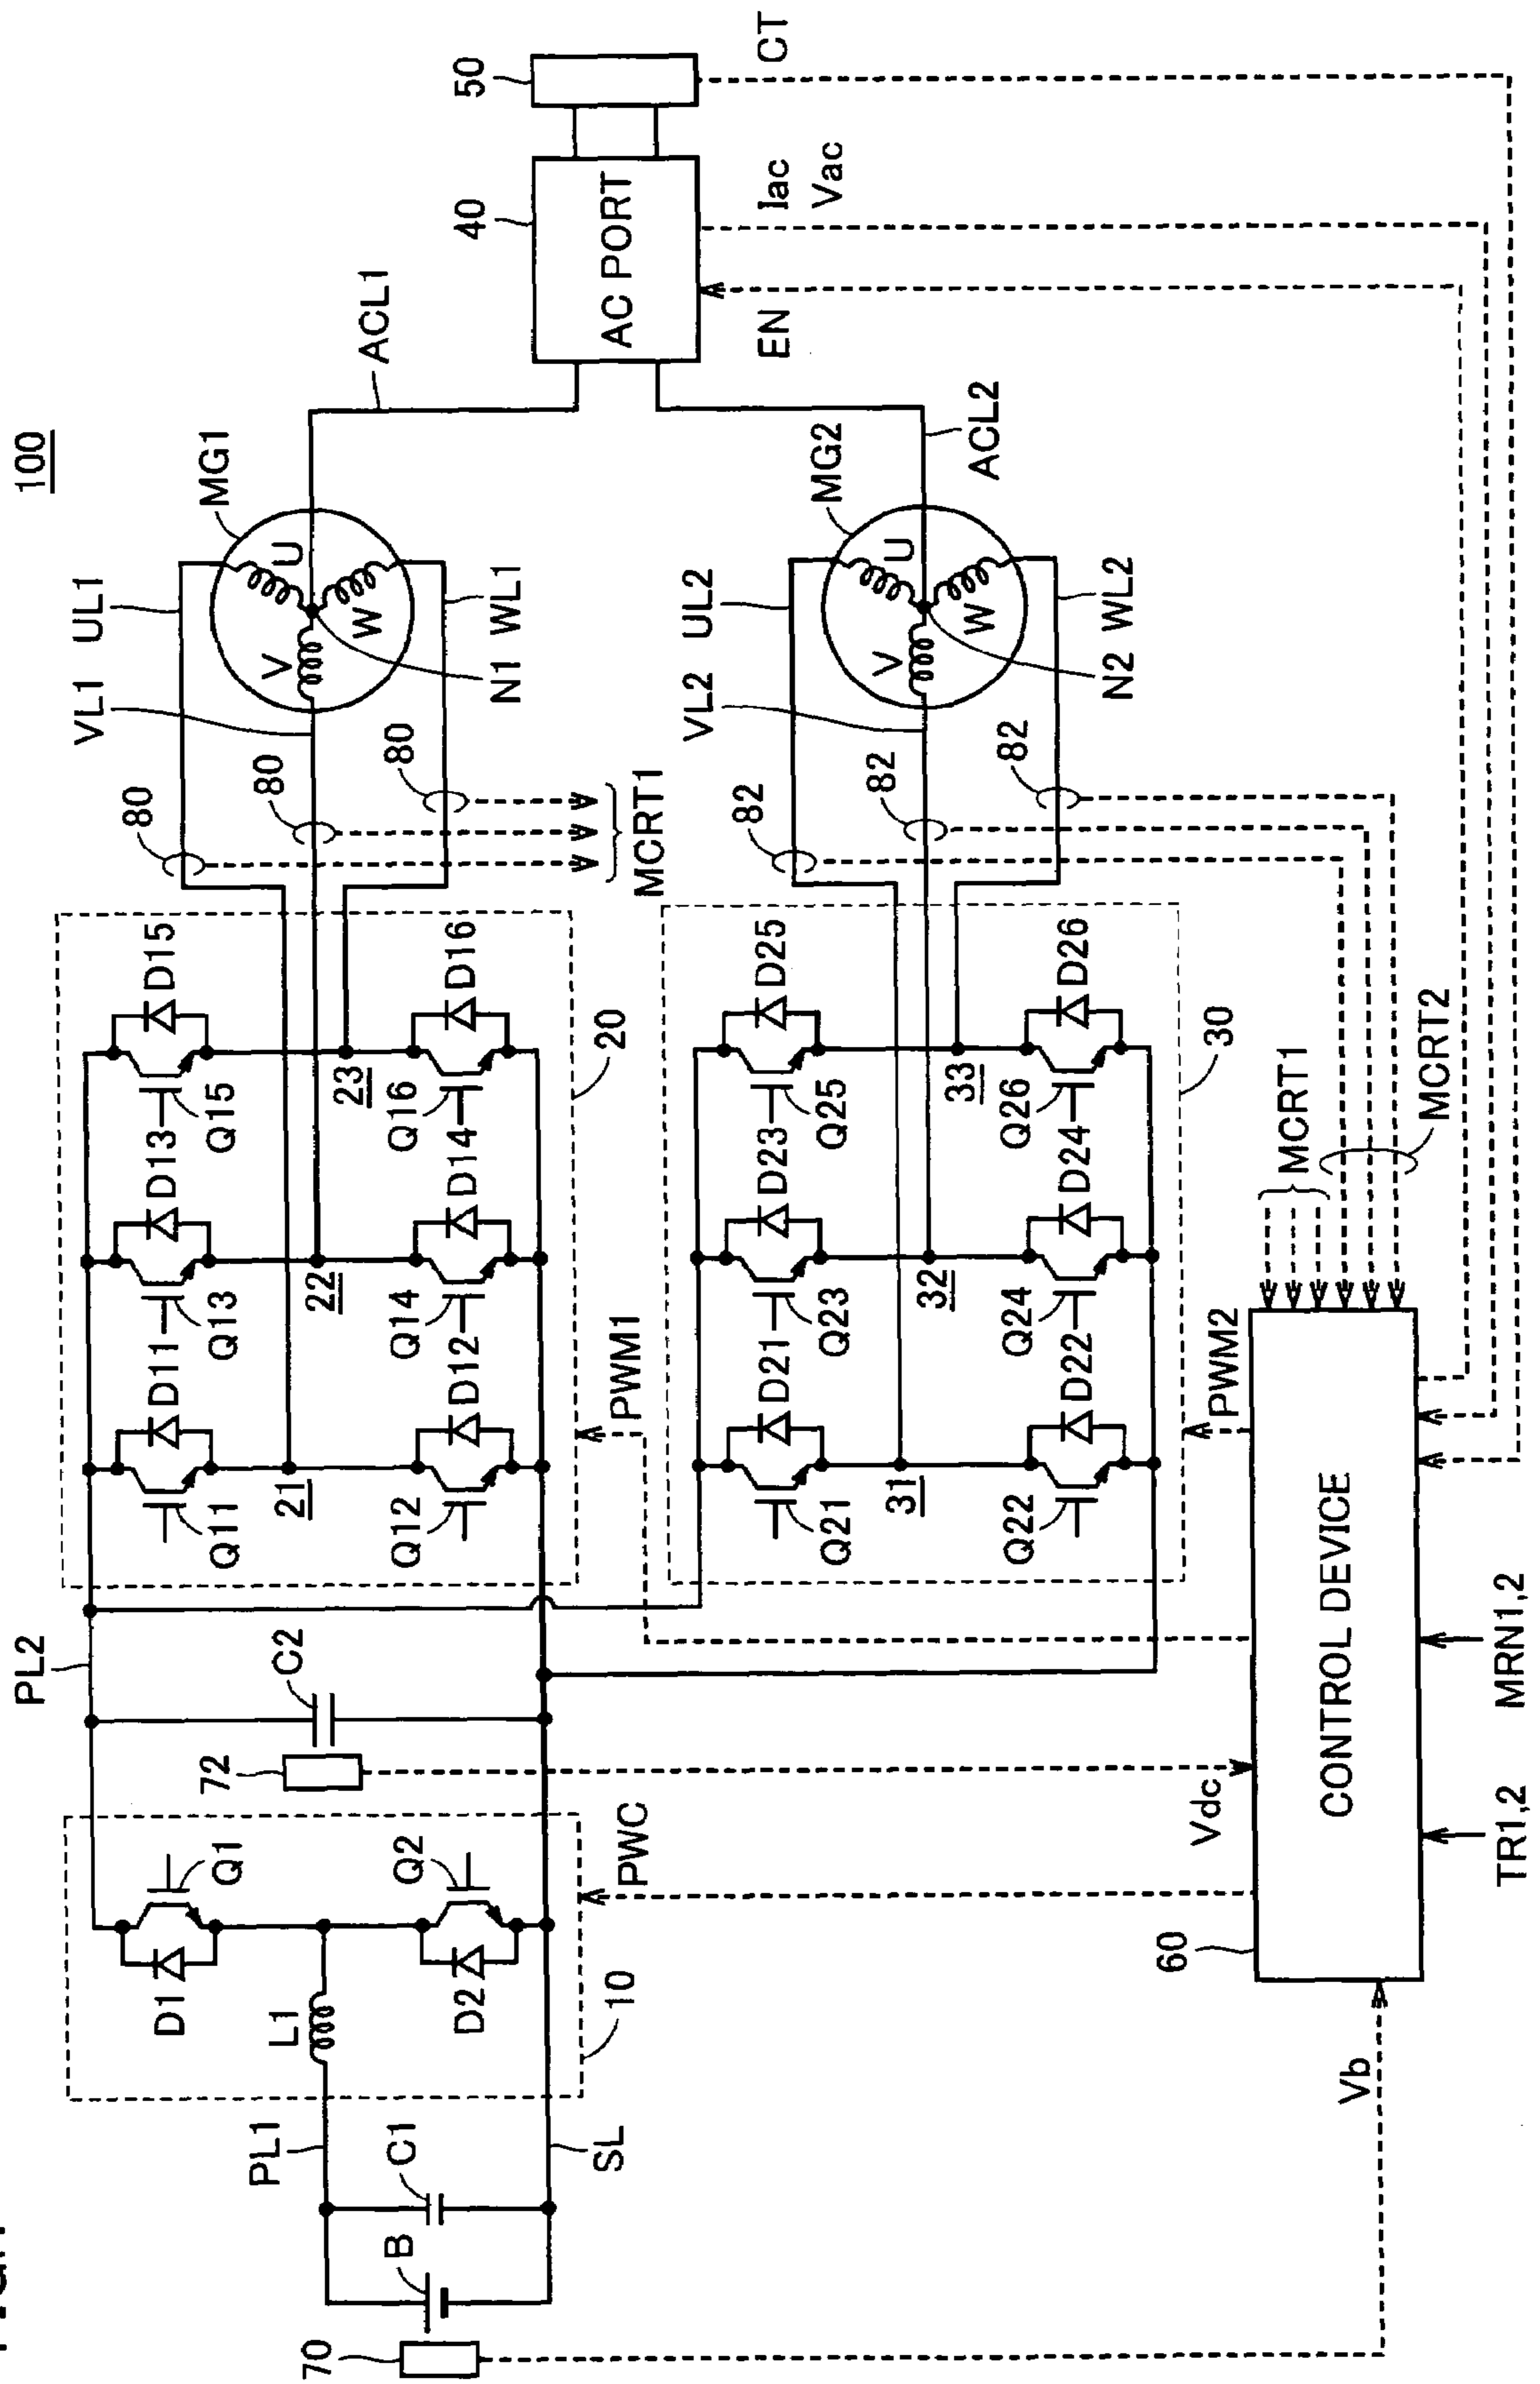 100
PL2
PL1
SL
B
C1
70
L1
D1
Q1
D2
Q2
10
PWC
C2
72
Vdc
Vb
60
CONTROL DEVICE
TR1,2
MRN1,2
Q11
D11
Q13
D13
Q15
D15
21
22
23
Q12
D12
Q14
D14
Q16
D16
20
PWM1
Q21
D21
Q23
D23
Q25
D25
31
32
33
Q22
D22
Q24
D24
Q26
D26
30
PWM2
80
80
80
MCRT1
VL1
UL1
WL1
N1
MG1
U
V
W
82
82
82
VL2
UL2
WL2
N2
MG2
U
V
W
MCRT1
MCRT2
ACL1
ACL2
40
AC PORT
50
CT
Iac
Vac
EN